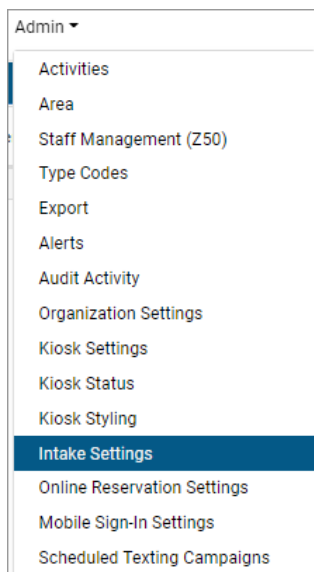 Admin
Activities
Area
Staff Management (Z50)
Type Codes
Export
Alerts
Audit Activity
Organization Settings
Kiosk Settings
Kiosk Status
Kiosk Styling
Intake Settings
Online Reservation Settings
Mobile Sign-In Settings
Scheduled Texting Campaigns